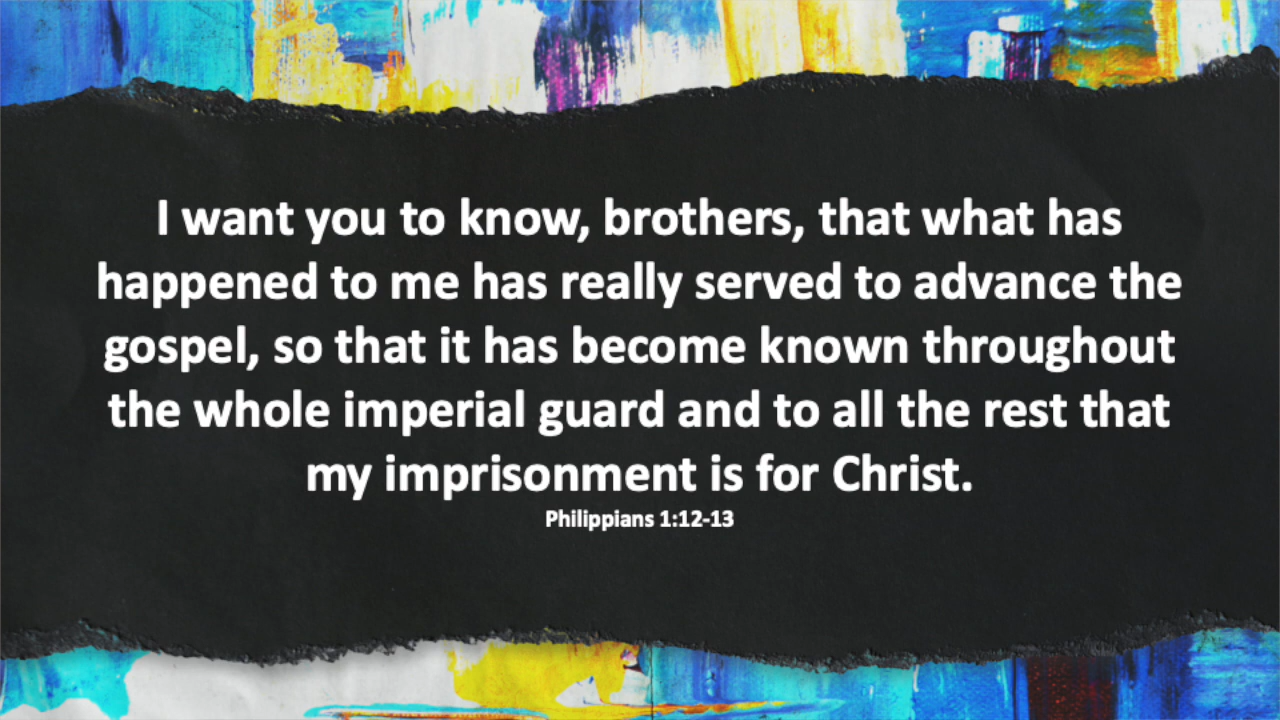 I want you to know, brothers, that what has
happened to me has really served to advance the
gospel, so that it has become known throughout
the whole imperial guard and to all the rest that
my imprisonment is for Christ.
Philippians 1:12-13